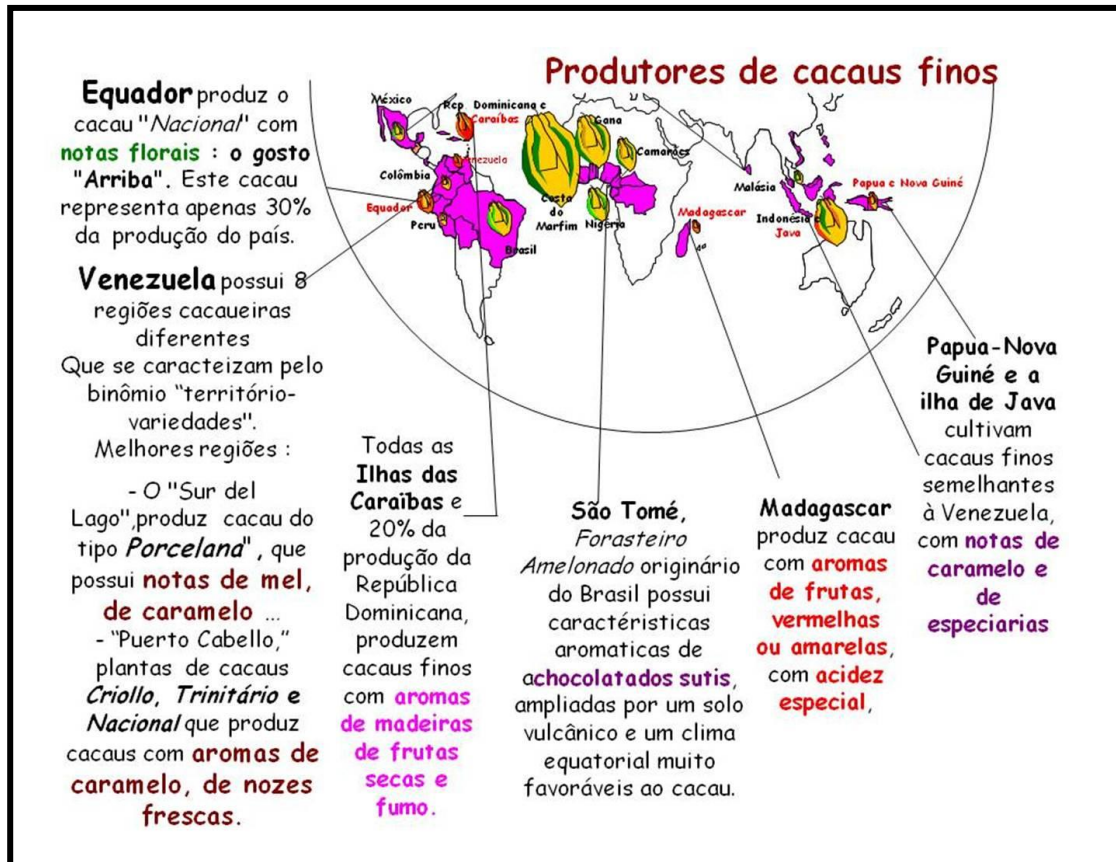 Produtores de cacaus finos
Equador produz o
cacau "Nacional" com
notas florais : o gosto
"Arriba". Este cacau
representa apenas 30%
da produção do país.
Venezuela possui 8
regiões cacaueiras
diferentes
Que se caracteizam pelo
binômio “território-
variedades".
Melhores regiões :
- O "Sur del
Lago",produz cacau do
tipo Porcelana", que
possui notas de mel,
de caramelo ...
- “Puerto Cabello,”
plantas de cacaus
Criollo, Trinitário e
Nacional que produz
cacaus com aromas de
caramelo, de nozes
frescas.
México
Rep. Dominicana e
Caraíbas
Gana
Camarões
Venezuela
Colômbia
Equador
Peru
Brasil
Costa
do
Marfim
Nigéria
Madagascar
Malásia
Indonésia e
Java
Papua e Nova Guiné
Todas as
Ilhas das
Caraïbas e
20% da
produção da
República
Dominicana,
produzem
cacaus finos
com aromas
de madeiras
de frutas
secas e
fumo.
São Tomé,
Forasteiro
Amelonado originário
do Brasil possui
caractéristicas
aromaticas de
achocolatados sutis,
ampliadas por um solo
vulcânico e um clima
equatorial muito
favoráveis ao cacau.
Madagascar
produz cacau
com aromas
de frutas,
vermelhas
ou amarelas,
com acidez
especial,
Papua-Nova
Guiné e a
ilha de Java
cultivam
cacaus finos
semelhantes
à Venezuela,
com notas de
caramelo e
de
especiarias